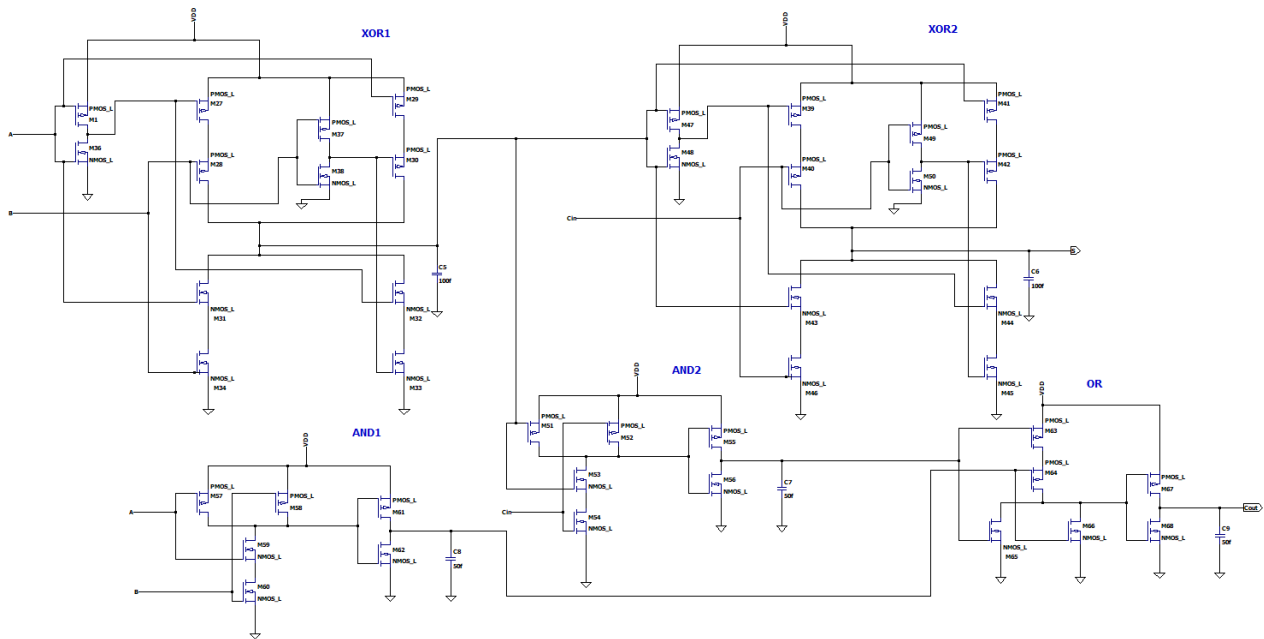 VDD
XOR1
PMOS_L
M1
M36
NMOS_L
A
B
PMOS_L
M27
PMOS_L
M28
PMOS_L
M37
M38
NMOS_L
PMOS_L
M29
PMOS_L
M30
C5
100f
NMOS_L
M31
NMOS_L
M32
NMOS_L
M34
NMOS_L
M33
VDD
XOR2
PMOS_L
M47
M48
NMOS_L
Cin
PMOS_L
M39
PMOS_L
M40
PMOS_L
M49
M50
NMOS_L
PMOS_L
M41
PMOS_L
M42
S
C6
100f
NMOS_L
M43
NMOS_L
M44
NMOS_L
M46
NMOS_L
M45
AND1
VDD
PMOS_L
M57
PMOS_L
M58
A
M59
NMOS_L
B
M60
NMOS_L
PMOS_L
M61
M62
NMOS_L
C8
50f
AND2
VDD
PMOS_L
M51
PMOS_L
M52
M53
NMOS_L
Cin
M54
NMOS_L
PMOS_L
M55
M56
NMOS_L
C7
50f
OR
VDD
PMOS_L
M63
PMOS_L
M64
NMOS_L
M65
M66
NMOS_L
PMOS_L
M67
M68
NMOS_L
Cout
C9
50f